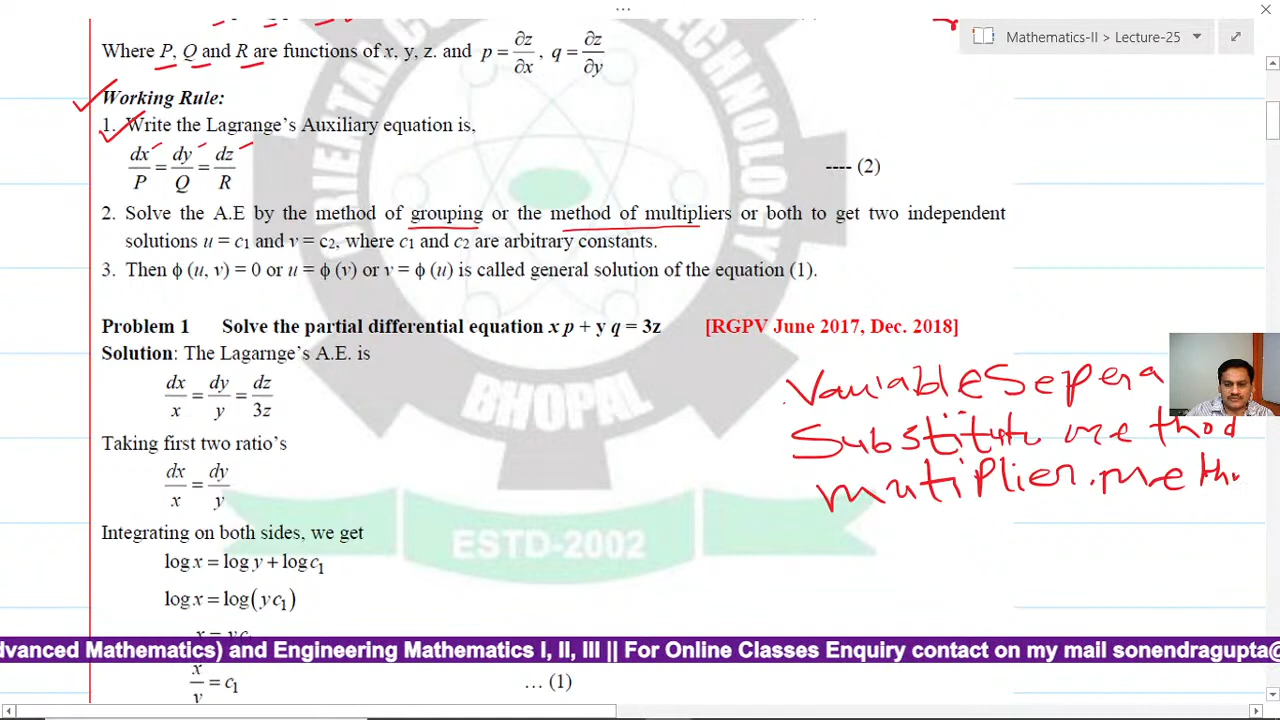 Mathematics-II > Lecture-25
Where P, Q and R are functions of x, y, z. and p = ∂z/∂x , q = ∂z/∂y
Working Rule:
1. Write the Lagrange's Auxiliary equation is,
dx/P = dy/Q = dz/R ---- (2)
2. Solve the A.E by the method of grouping or the method of multipliers or both to get two independent
solutions u = c1 and v = c2, where c1 and c2 are arbitrary constants.
3. Then ϕ (u, v) = 0 or u = ϕ (v) or v = ϕ (u) is called general solution of the equation (1).
Problem 1 Solve the partial differential equation x p + y q = 3z [RGPV June 2017, Dec. 2018]
Solution: The Lagarnge's A.E. is
dx/x = dy/y = dz/3z
Variable Sepera
Substitute method
multiplier meth
Taking first two ratio's
dx/x = dy/y
Integrating on both sides, we get
log x = log y + log c1
log x = log(y c1)
x = yc
dvanced Mathematics) and Engineering Mathematics I, II, III || For Online Classes Enquiry contact on my mail sonendragupta@
x/y = c1 … (1)
ORIENTAL CO
TECHNOLOGY
BHOPAL
ESTD-2002